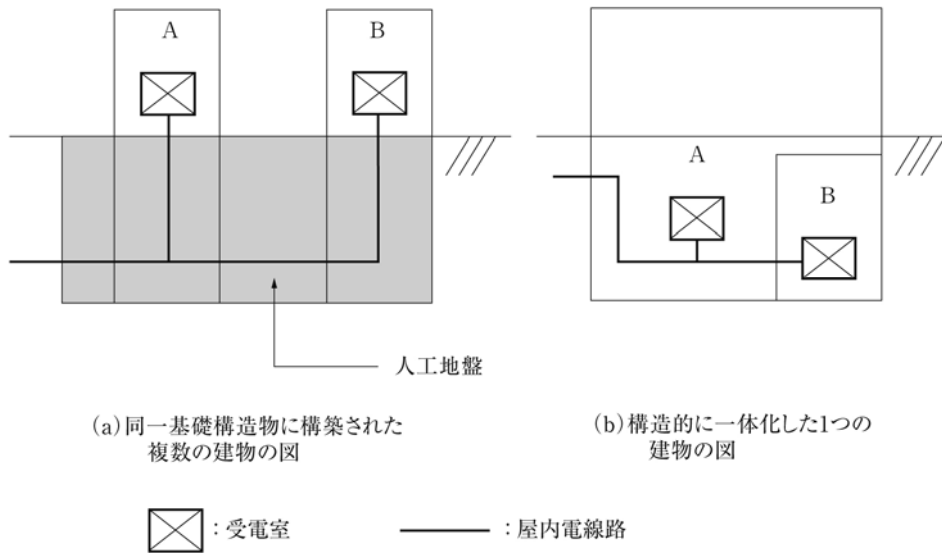 A
B
A
B
人工地盤
(a)同一基礎構造物に構築された
複数の建物の図
(b)構造的に一体化した1つの
建物の図
：受電室
：屋内電線路